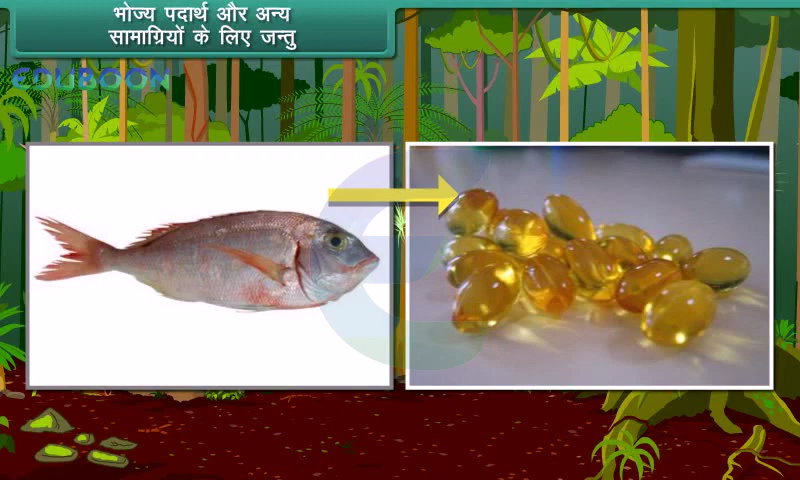 भोज्य पदार्थ और अन्य
सामाग्रियों के लिए जन्तु
EDUBOON